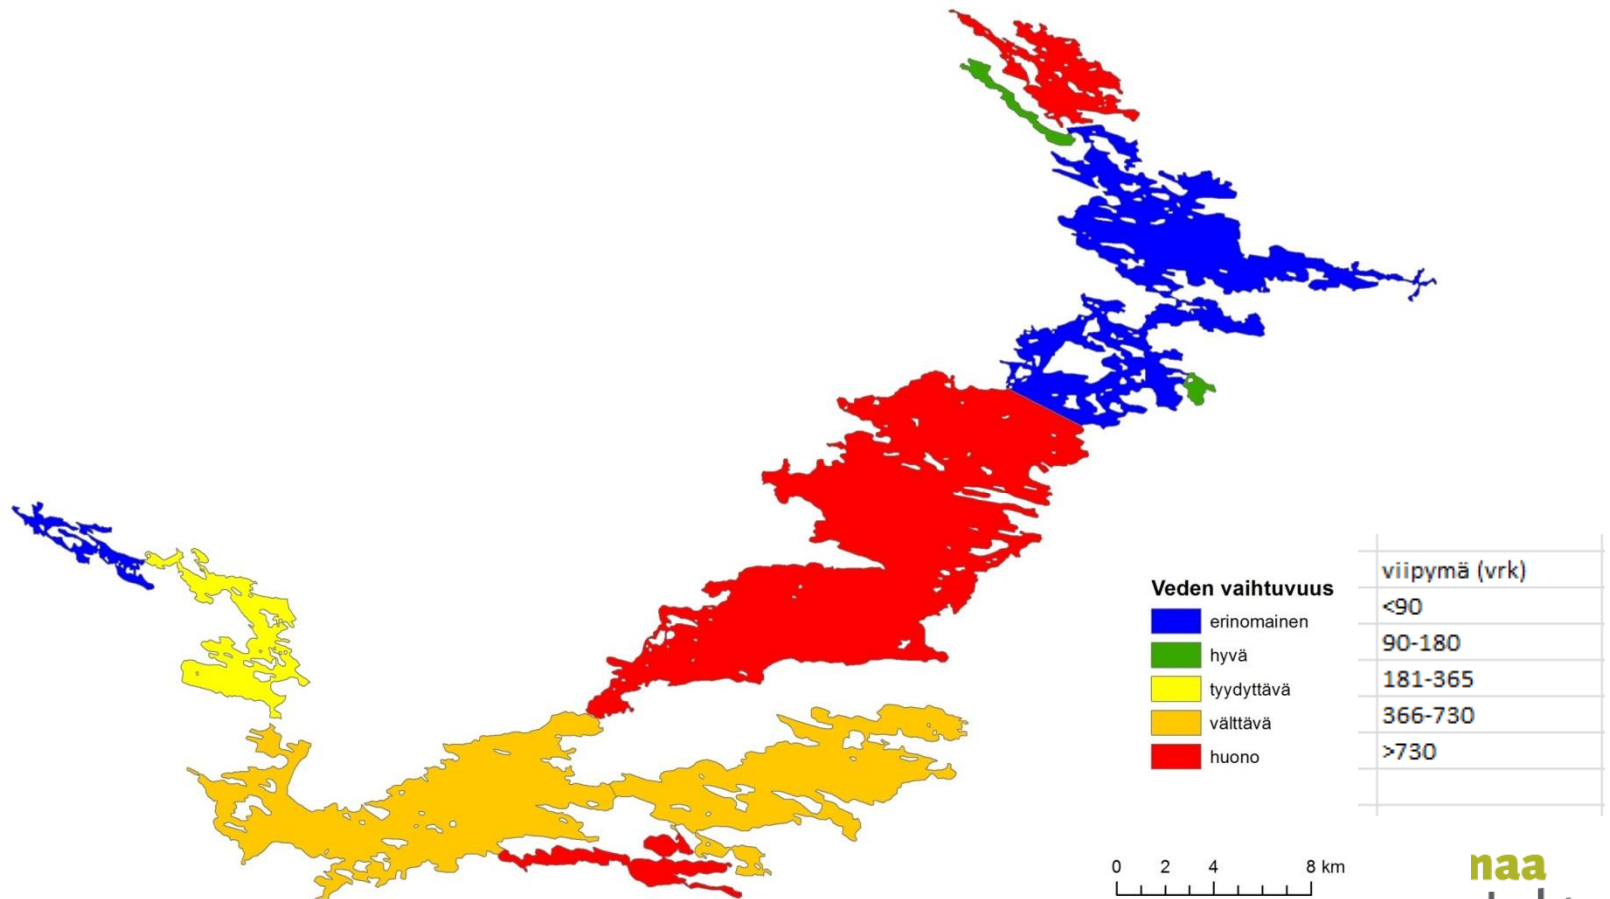 Veden vaihtuvuus
erinomainen
hyvä
tyydyttävä
välttävä
huono
viipymä (vrk)
<90
90-180
181-365
366-730
>730
0 2 4 8 km
naa